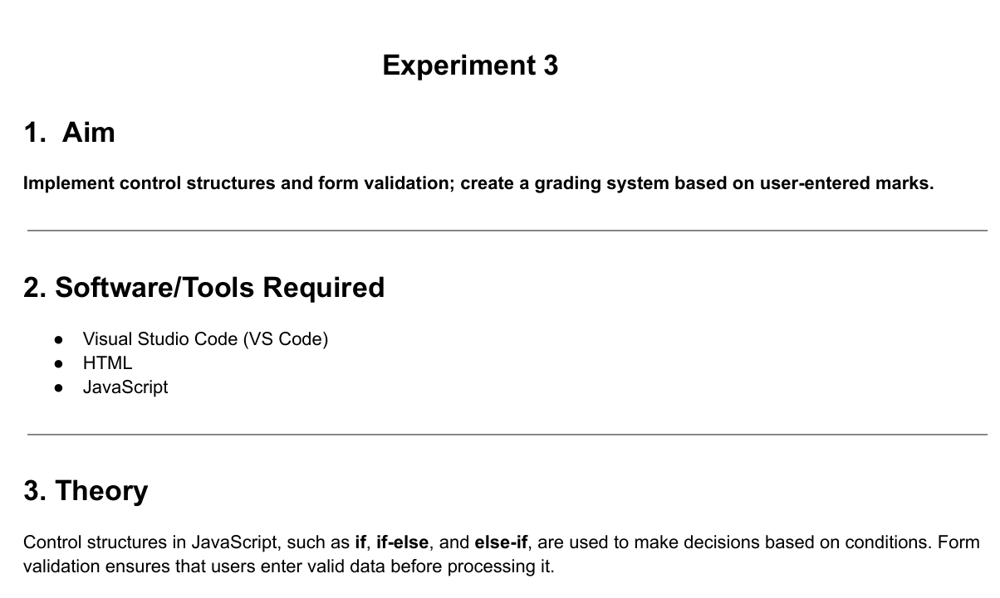 Experiment 3
1. Aim
Implement control structures and form validation; create a grading system based on user-entered marks.
2. Software/Tools Required
● Visual Studio Code (VS Code)
● HTML
● JavaScript
3. Theory
Control structures in JavaScript, such as if, if-else, and else-if, are used to make decisions based on conditions. Form
validation ensures that users enter valid data before processing it.